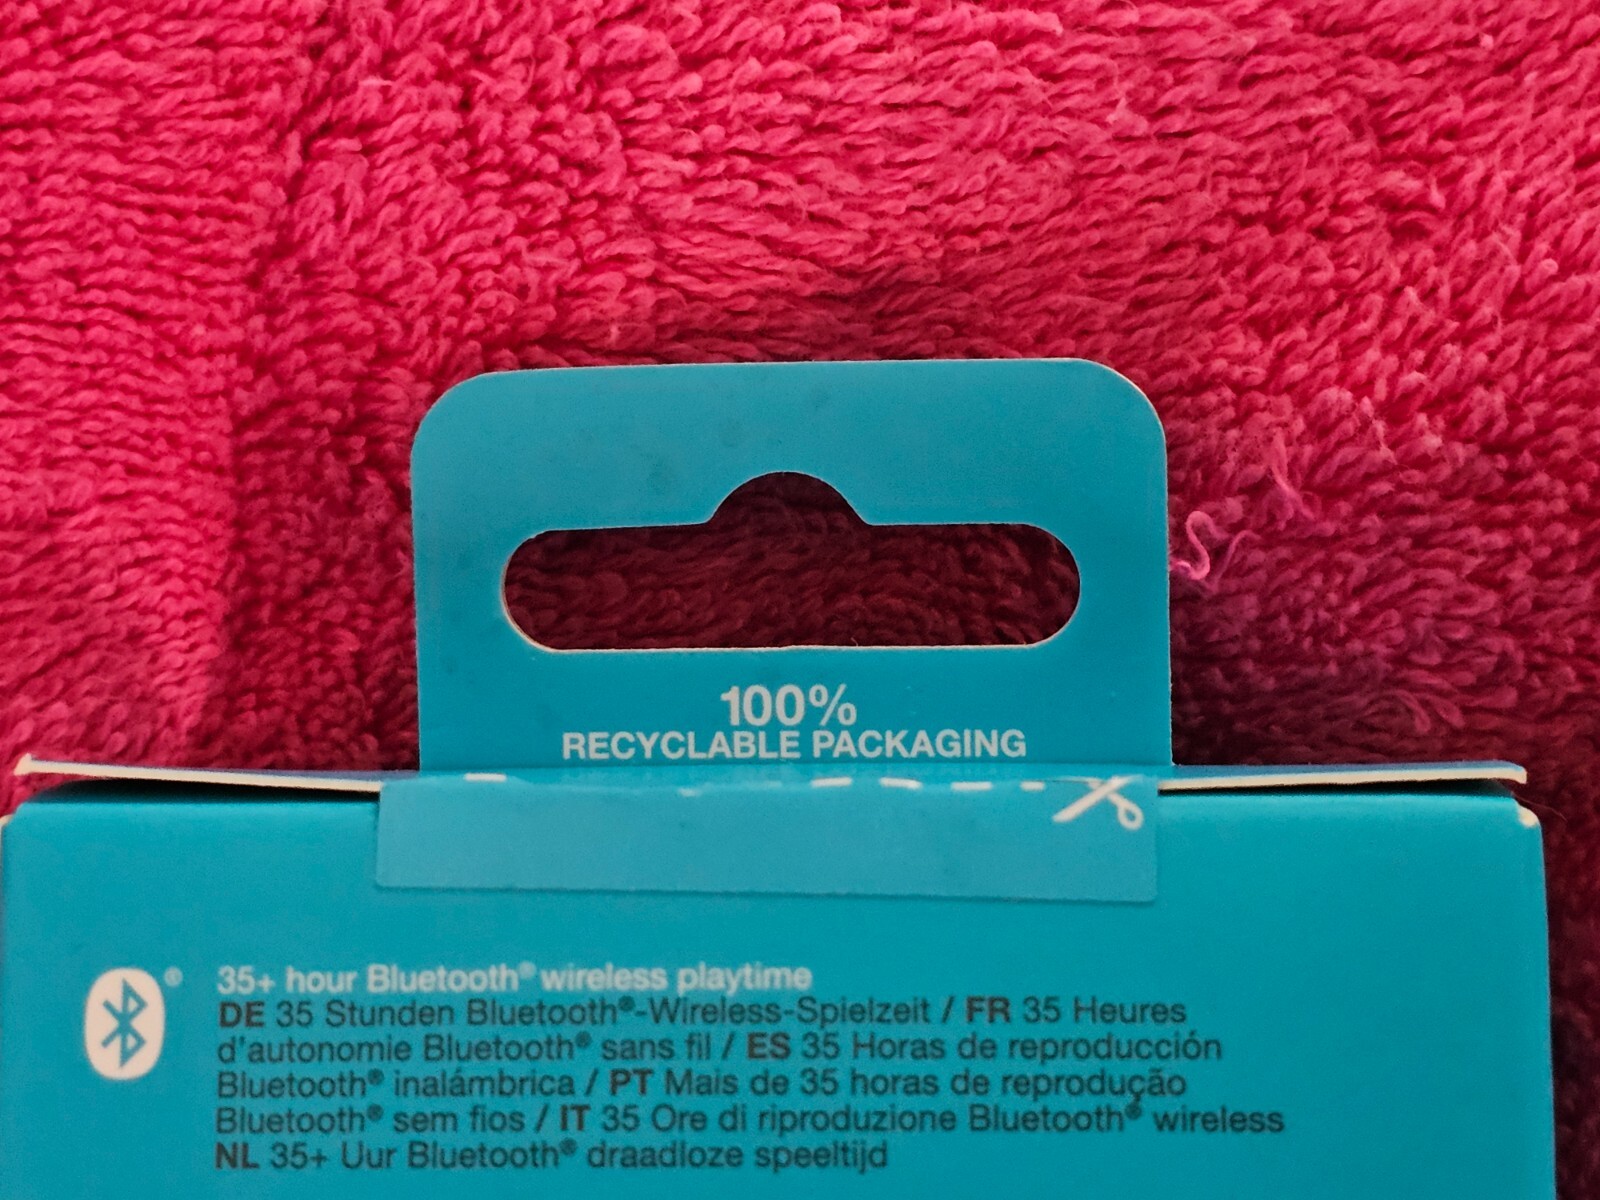 100%
RECYCLABLE PACKAGING
35+ hour Bluetooth® wireless playtime
DE 35 Stunden Bluetooth®-Wireless-Spielzeit / FR 35 Heures
d'autonomie Bluetooth® sans fil / ES 35 Horas de reproducción
Bluetooth® inalámbrica / PT Mais de 35 horas de reprodução
Bluetooth® sem fios / IT 35 Ore di riproduzione Bluetooth® wireless
NL 35+ Uur Bluetooth® draadloze speeltijd